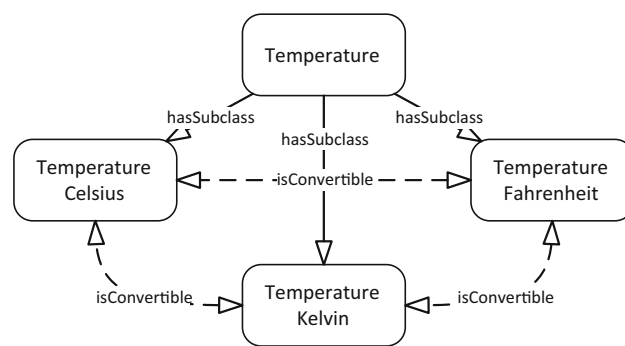 Temperature
hasSubclass
hasSubclass
hasSubclass
Temperature
Celsius
isConvertible
Temperature
Fahrenheit
isConvertible
Temperature
Kelvin
isConvertible